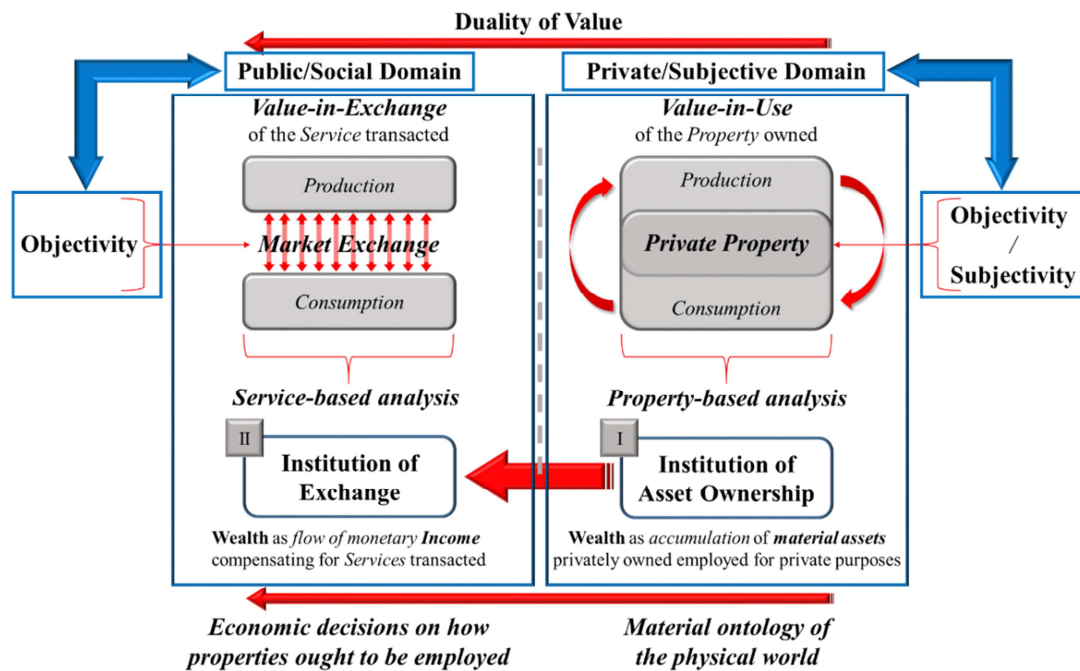 Duality of Value
Public/Social Domain
Private/Subjective Domain
Value-in-Exchange
of the Service transacted
Production
Market Exchange
Consumption
Service-based analysis
II
Institution of
Exchange
Wealth as flow of monetary Income
compensating for Services transacted
Value-in-Use
of the Property owned
Production
Private Property
Consumption
Property-based analysis
I
Institution of
Asset Ownership
Wealth as accumulation of material assets
privately owned employed for private purposes
Objectivity
Objectivity
/
Subjectivity
Economic decisions on how
properties ought to be employed
Material ontology of
the physical world